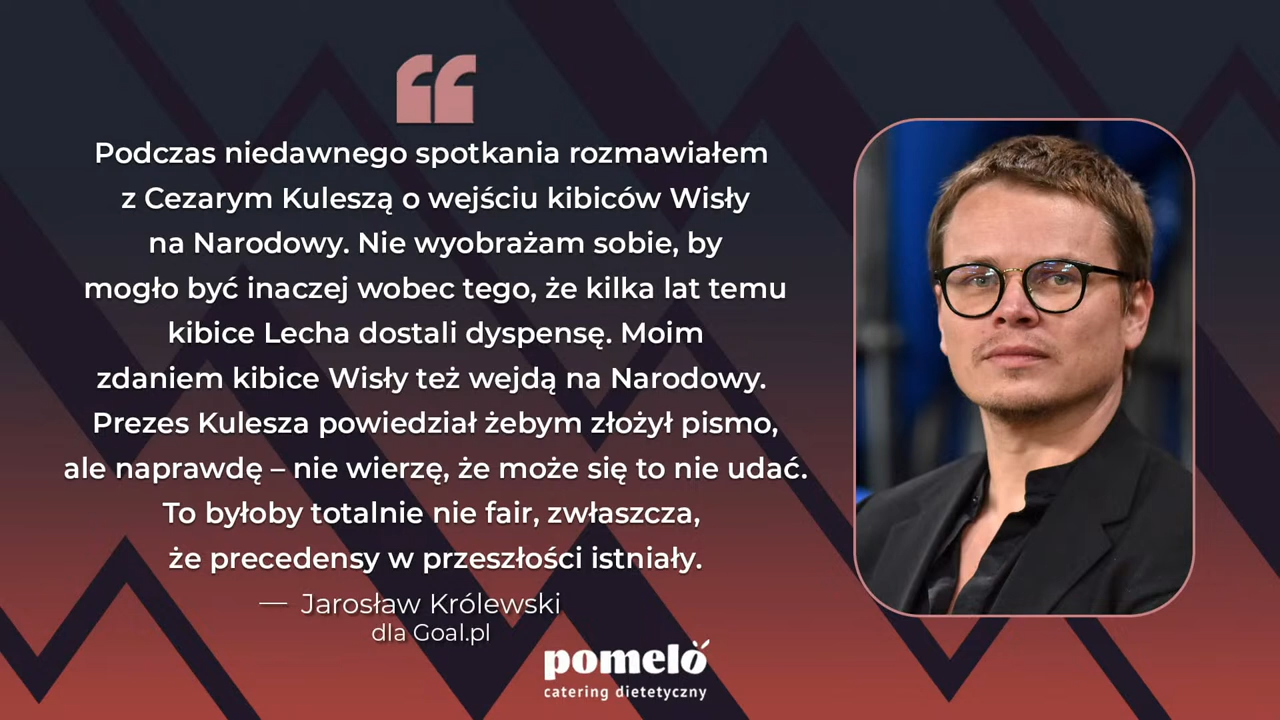 Podczas niedawnego spotkania rozmawiałem
z Cezarym Kuleszą o wejściu kibiców Wisły
na Narodowy. Nie wyobrażam sobie, by
mogło być inaczej wobec tego, że kilka lat temu
kibice Lecha dostali dyspensę. Moim
zdaniem kibice Wisły też wejdą na Narodowy.
Prezes Kulesza powiedział żebym złożył pismo,
ale naprawdę – nie wierzę, że może się to nie udać.
To byłoby totalnie nie fair, zwłaszcza,
że precedensy w przeszłości istniały.
— Jarosław Królewski
dla Goal.pl
pomelo
catering dietetyczny